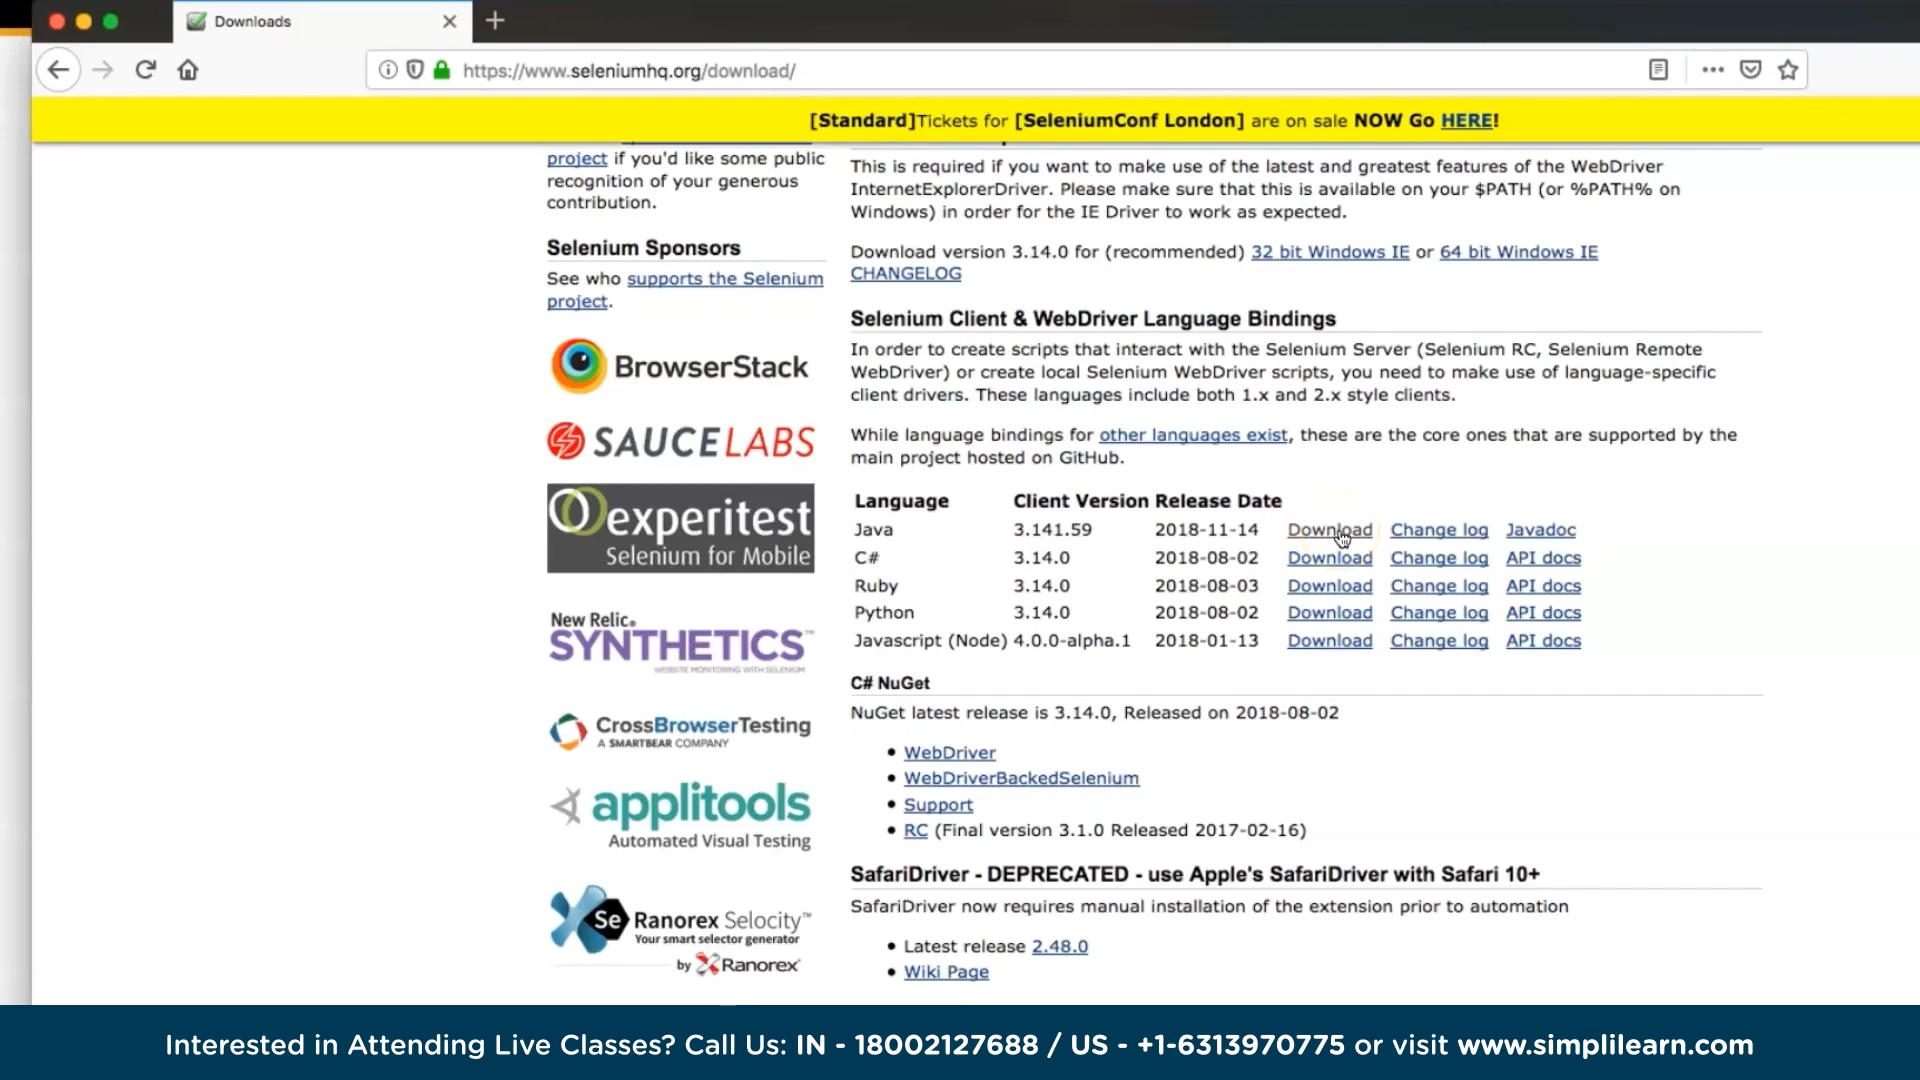 Downloads
https://www.seleniumhq.org/download/
[Standard]Tickets for [SeleniumConf London] are on sale NOW Go HERE!
project if you'd like some public
recognition of your generous
contribution.
Selenium Sponsors
See who supports the Selenium
project.
BrowserStack
SAUCELABS
experitest
Selenium for Mobile
New Relic.
SYNTHETICS™
WEBSITE MONITORING WITH SELENIUM
CrossBrowserTesting
A SMARTBEAR COMPANY
applitools
Automated Visual Testing
Se Ranorex Selocity™
Your smart selector generator
by Ranorex
This is required if you want to make use of the latest and greatest features of the WebDriver
InternetExplorerDriver. Please make sure that this is available on your $PATH (or %PATH% on
Windows) in order for the IE Driver to work as expected.
Download version 3.14.0 for (recommended) 32 bit Windows IE or 64 bit Windows IE
CHANGELOG
Selenium Client & WebDriver Language Bindings
In order to create scripts that interact with the Selenium Server (Selenium RC, Selenium Remote
WebDriver) or create local Selenium WebDriver scripts, you need to make use of language-specific
client drivers. These languages include both 1.x and 2.x style clients.
While language bindings for other languages exist, these are the core ones that are supported by the
main project hosted on GitHub.
Language Client Version Release Date
Java 3.141.59 2018-11-14 Download Change log Javadoc
C# 3.14.0 2018-08-02 Download Change log API docs
Ruby 3.14.0 2018-08-03 Download Change log API docs
Python 3.14.0 2018-08-02 Download Change log API docs
Javascript (Node) 4.0.0-alpha.1 2018-01-13 Download Change log API docs
C# NuGet
NuGet latest release is 3.14.0, Released on 2018-08-02
• WebDriver
• WebDriverBackedSelenium
• Support
• RC (Final version 3.1.0 Released 2017-02-16)
SafariDriver - DEPRECATED - use Apple's SafariDriver with Safari 10+
SafariDriver now requires manual installation of the extension prior to automation
• Latest release 2.48.0
• Wiki Page
Interested in Attending Live Classes? Call Us: IN - 18002127688 / US - +1-6313970775 or visit www.simplilearn.com